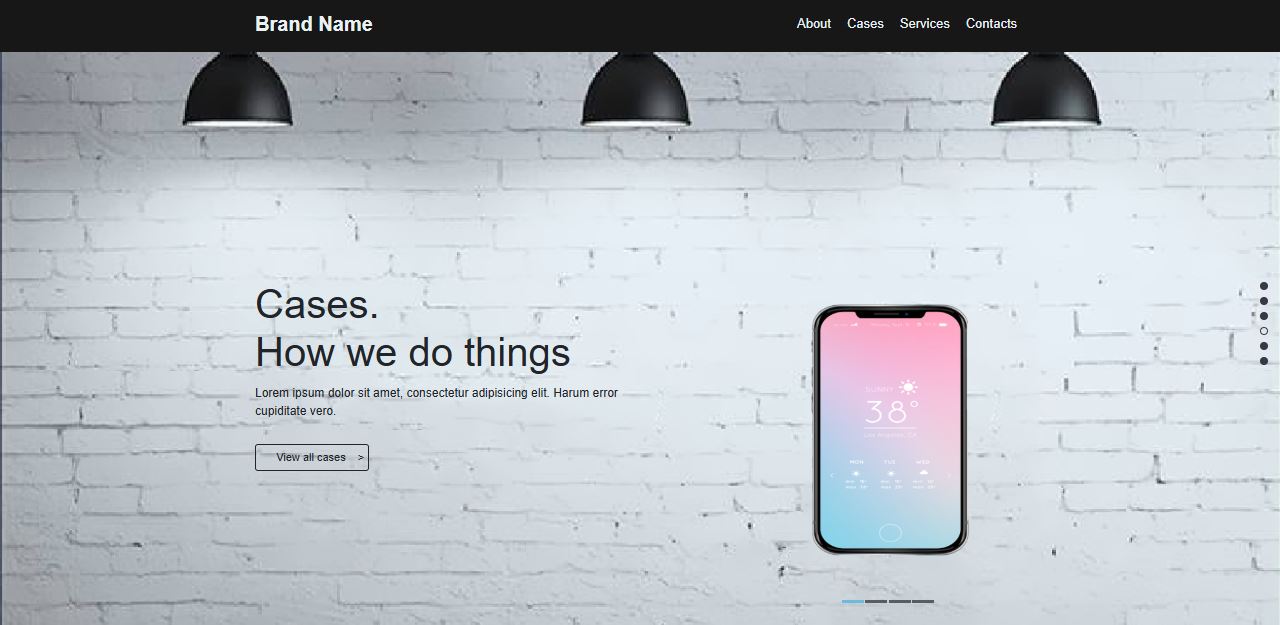 Brand Name
About Cases Services Contacts
Cases.
How we do things
Lorem ipsum dolor sit amet, consectetur adipisicing elit. Harum error
cupiditate vero.
View all cases >
SUNNY
38°
Los Angeles, CA
MON TUE WED